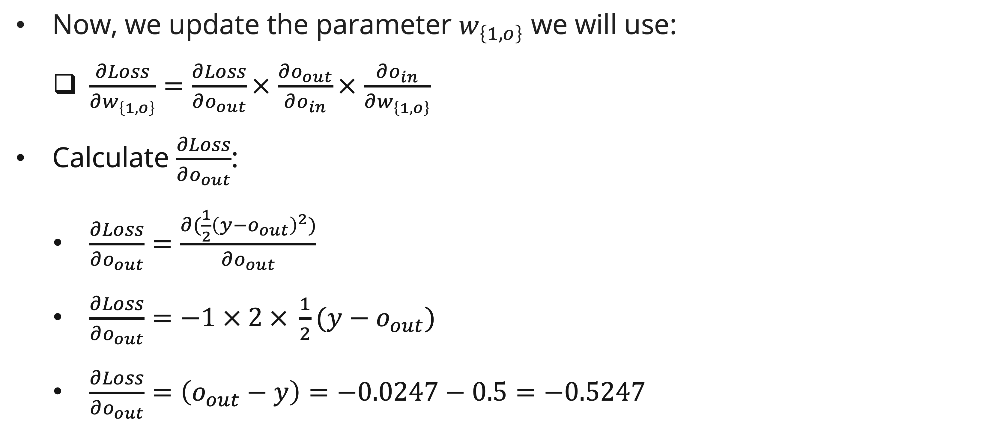 • Now, we update the parameter $w_{\{1,o\}}$ we will use:
❑ $\frac{\partial Loss}{\partial w_{\{1,o\}}} = \frac{\partial Loss}{\partial o_{out}} \times \frac{\partial o_{out}}{\partial o_{in}} \times \frac{\partial o_{in}}{\partial w_{\{1,o\}}}$
• Calculate $\frac{\partial Loss}{\partial o_{out}}$:
• $\frac{\partial Loss}{\partial o_{out}} = \frac{\partial (\frac{1}{2}(y-o_{out})^2)}{\partial o_{out}}$
• $\frac{\partial Loss}{\partial o_{out}} = -1 \times 2 \times \frac{1}{2}(y - o_{out})$
• $\frac{\partial Loss}{\partial o_{out}} = (o_{out} - y) = -0.0247 - 0.5 = -0.5247$